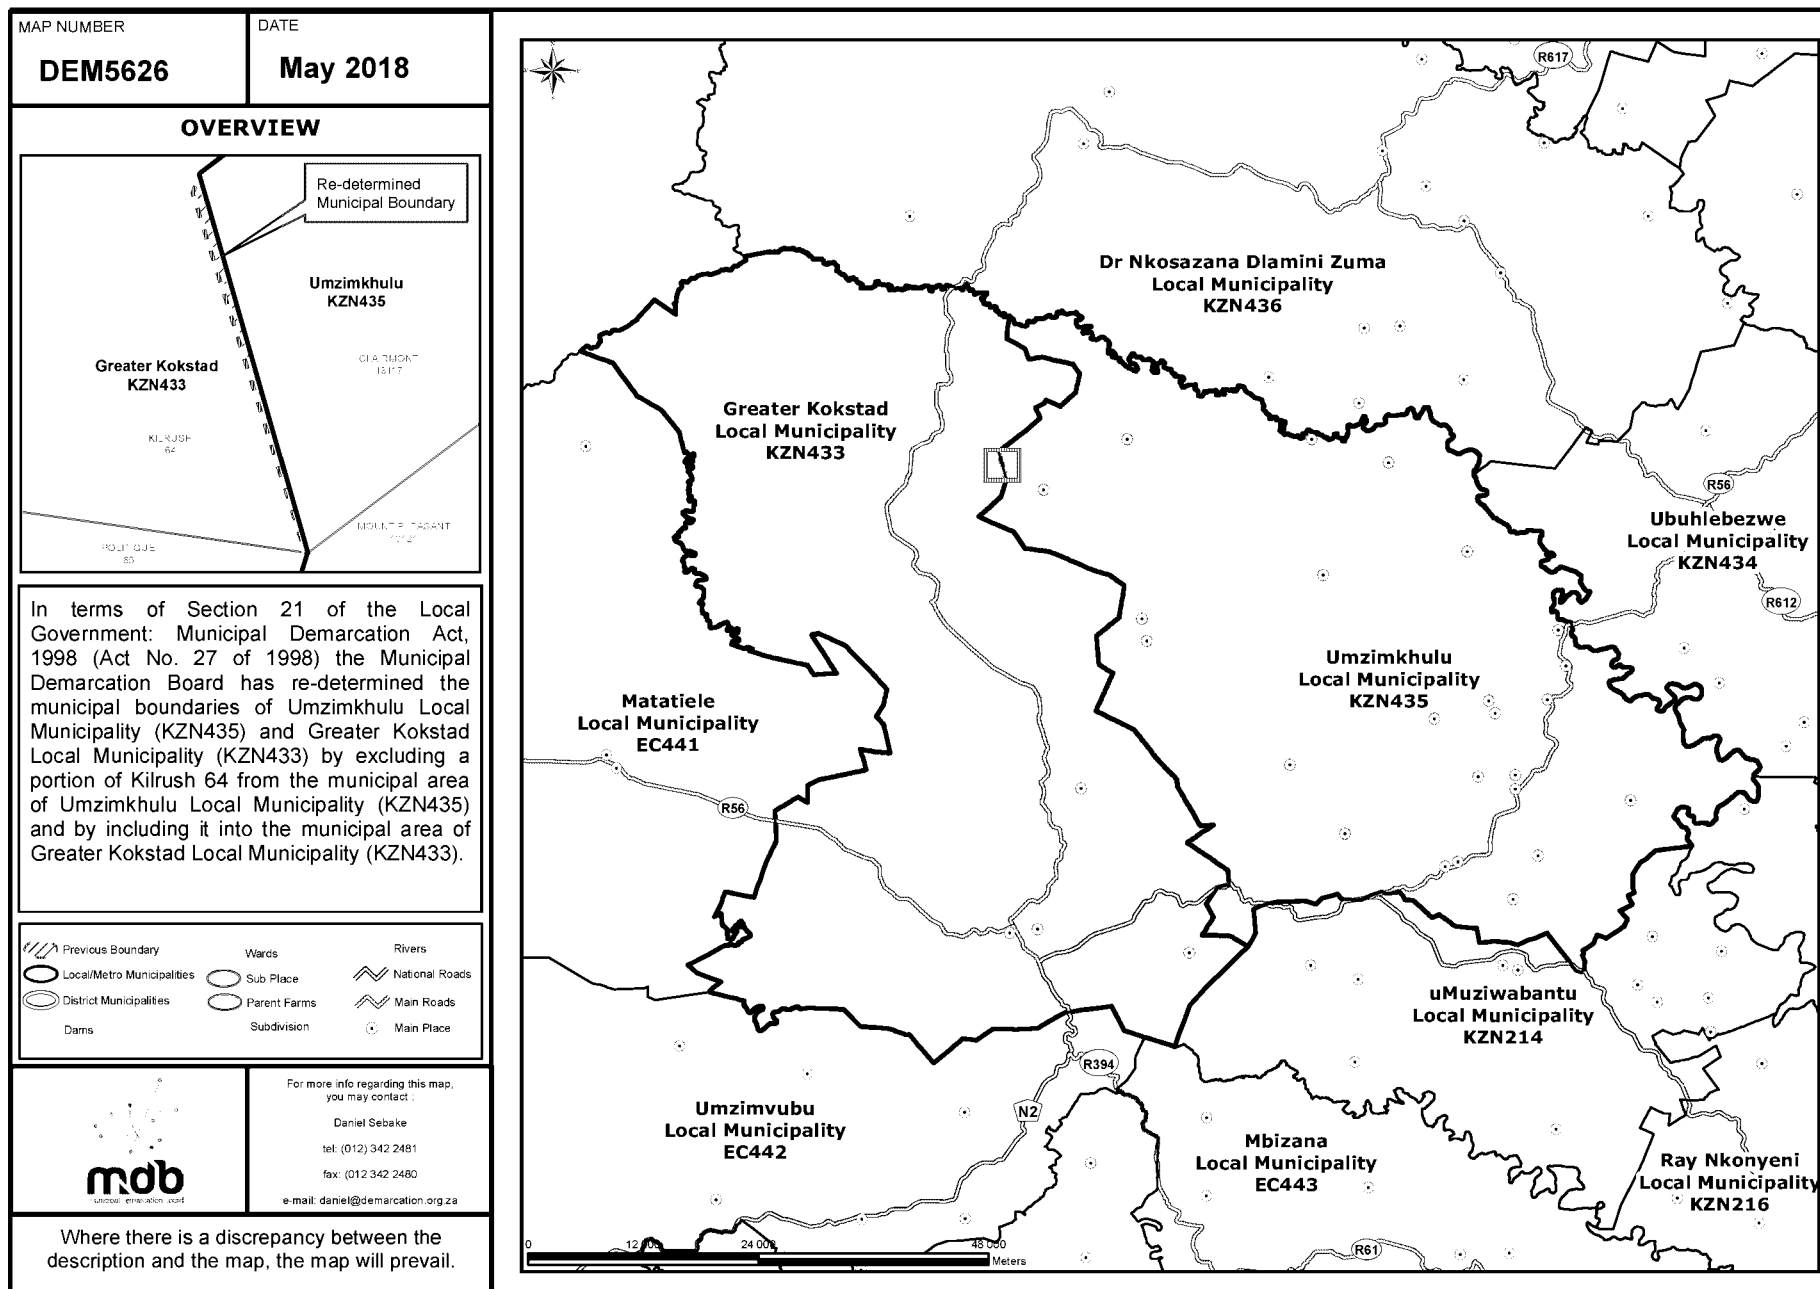 MAP NUMBER
DEM5626
DATE
May 2018
OVERVIEW
Re-determined
Municipal Boundary
Umzimkhulu
KZN435
Greater Kokstad
KZN433
KILRUSH
64
In terms of Section 21 of the Local
Government: Municipal Demarcation Act,
1998 (Act No. 27 of 1998) the Municipal
Demarcation Board has re-determined the
municipal boundaries of Umzimkhulu Local
Municipality (KZN435) and Greater Kokstad
Local Municipality (KZN433) by excluding a
portion of Kilrush 64 from the municipal area
of Umzimkhulu Local Municipality (KZN435)
and by including it into the municipal area of
Greater Kokstad Local Municipality (KZN433).
Previous Boundary
Local/Metro Municipalities
District Municipalities
Dams
Wards
Sub Place
Parent Farms
Subdivision
Rivers
National Roads
Main Roads
Main Place
mdb
For more info regarding this map,
you may contact :
Daniel Sebake
tel: (012) 342 2481
fax: (012 342 2480
e-mail: daniel@demarcation.org.za
Where there is a discrepancy between the
description and the map, the map will prevail.
R617
Dr Nkosazana Dlamini Zuma
Local Municipality
KZN436
Greater Kokstad
Local Municipality
KZN433
R56
Ubuhlebezwe
Local Municipality
KZN434
R612
Umzimkhulu
Local Municipality
KZN435
Matatiele
Local Municipality
EC441
R56
uMuziwabantu
Local Municipality
KZN214
R394
N2
Umzimvubu
Local Municipality
EC442
Mbizana
Local Municipality
EC443
Ray Nkonyeni
Local Municipality
KZN216
R61
0
24 000
48 000
Meters